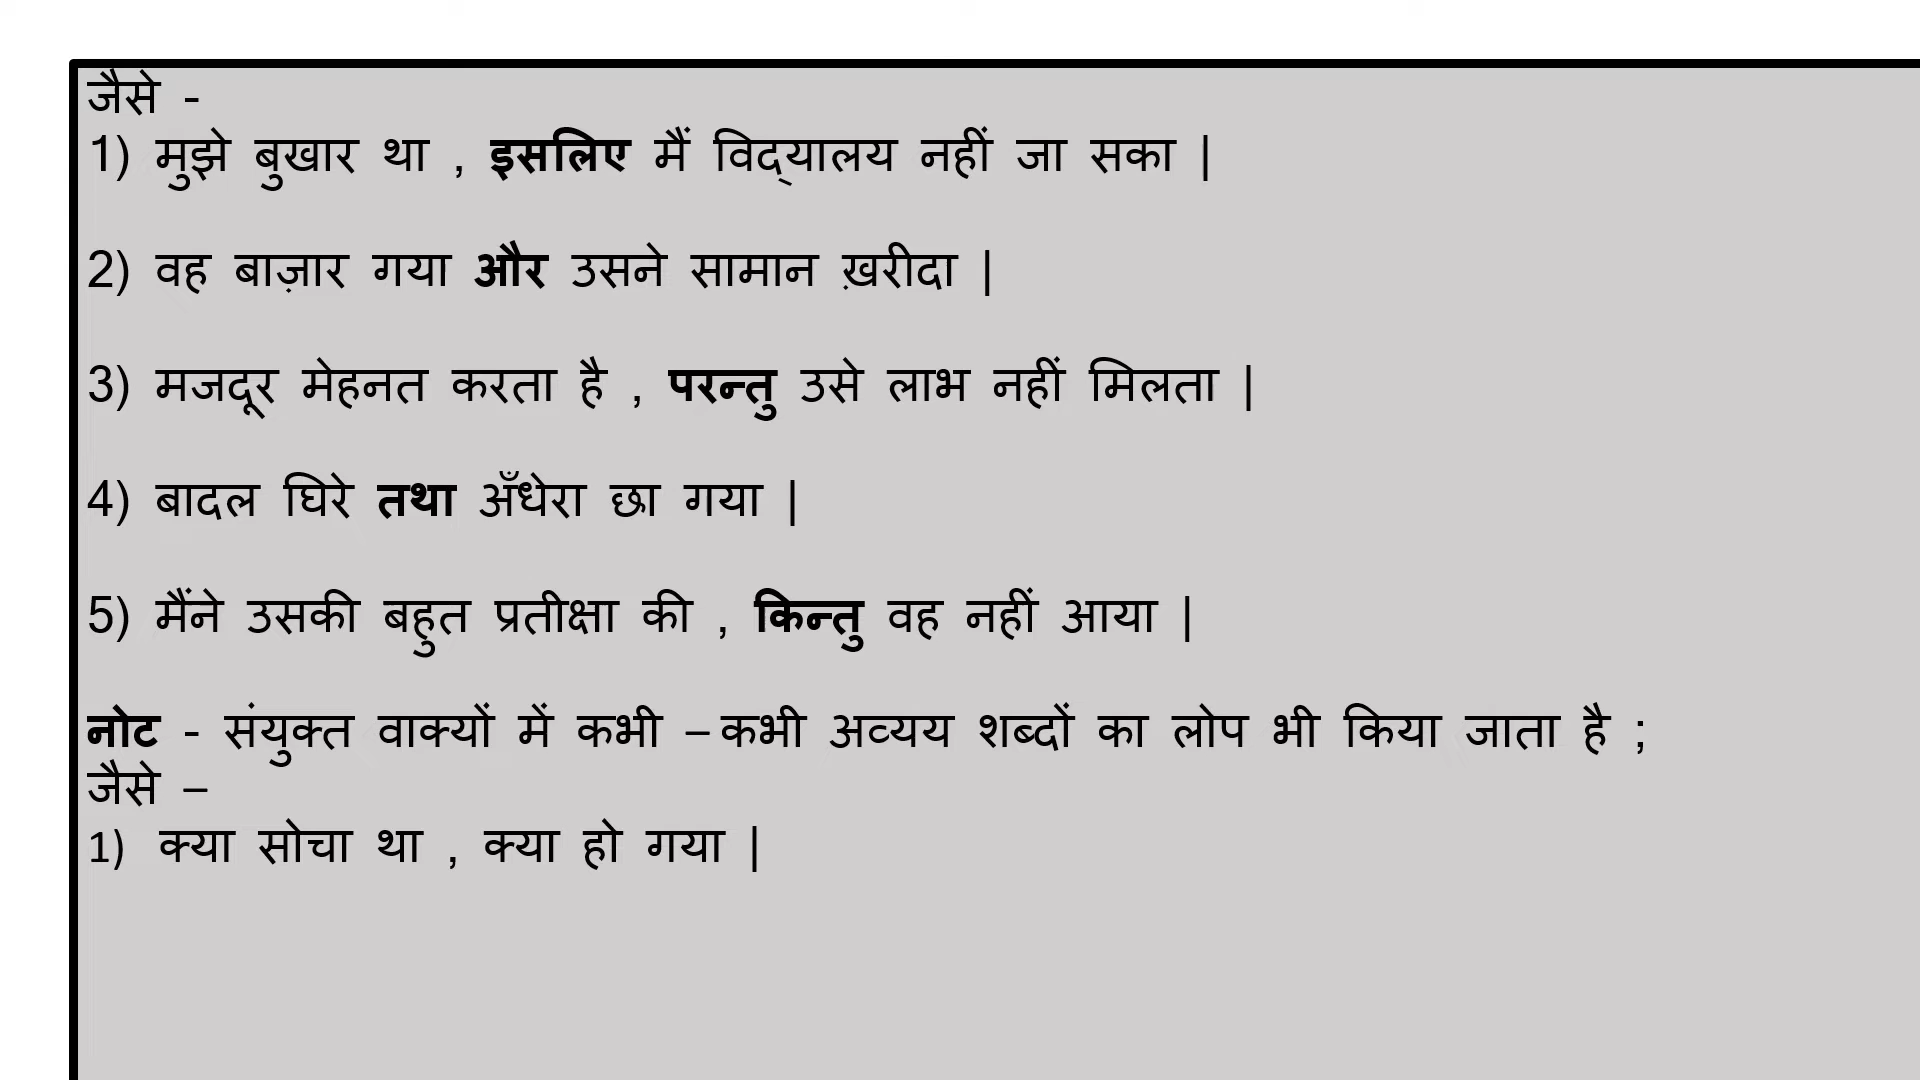 जैसे -
1) मुझे बुखार था , इसलिए मैं विद्यालय नहीं जा सका |
2) वह बाज़ार गया और उसने सामान ख़रीदा |
3) मजदूर मेहनत करता है , परन्तु उसे लाभ नहीं मिलता |
4) बादल घिरे तथा अँधेरा छा गया |
5) मैंने उसकी बहुत प्रतीक्षा की , किन्तु वह नहीं आया |
नोट - संयुक्त वाक्यों में कभी – कभी अव्यय शब्दों का लोप भी किया जाता है ;
जैसे –
1) क्या सोचा था , क्या हो गया |